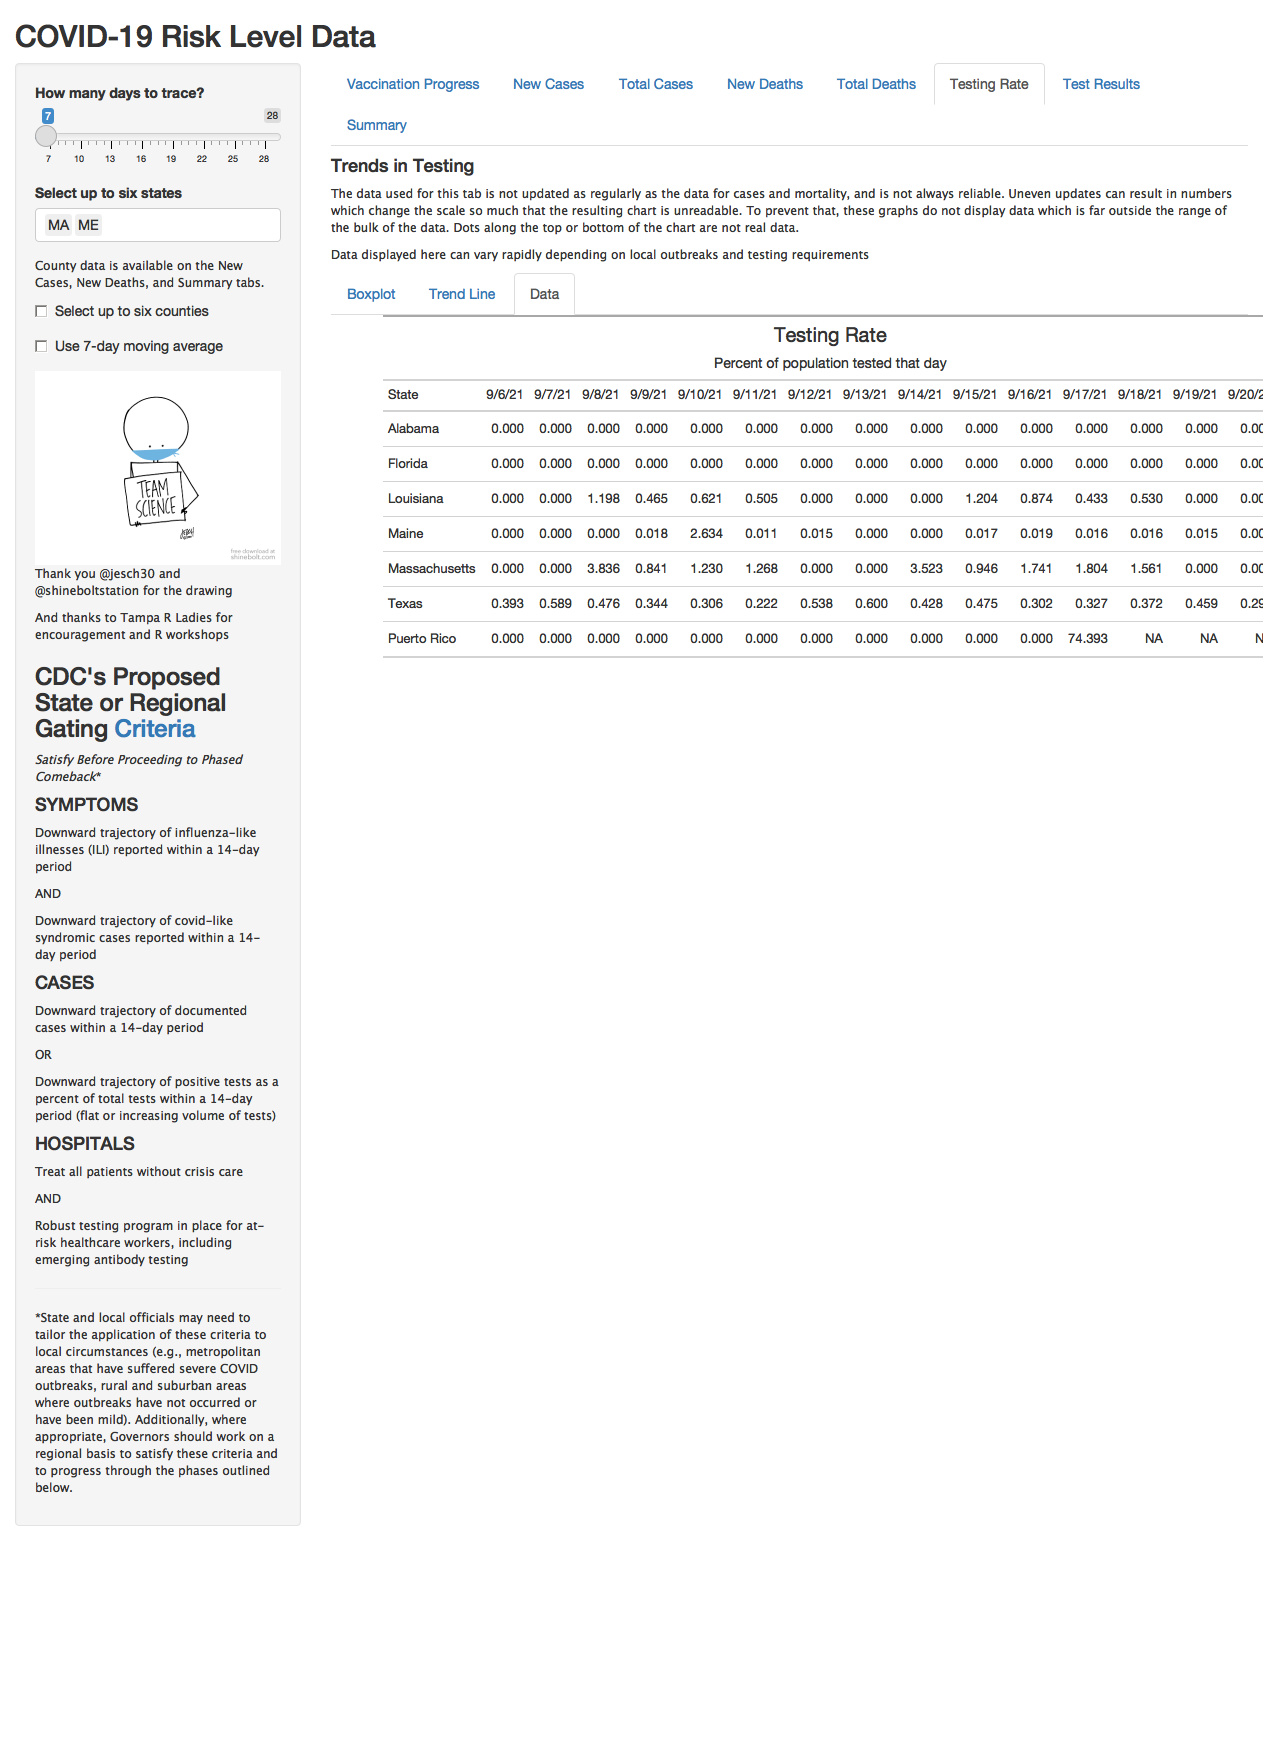 COVID-19 Risk Level Data
How many days to trace?
7 28
7 10 13 16 19 22 25 28
Select up to six states
MA ME
County data is available on the New
Cases, New Deaths, and Summary tabs.
Select up to six counties
Use 7-day moving average
TEAM
SCIENCE
free download at
shinebolt.com
Thank you @jesch30 and
@shineboltstation for the drawing
And thanks to Tampa R Ladies for
encouragement and R workshops
CDC's Proposed
State or Regional
Gating Criteria
Satisfy Before Proceeding to Phased
Comeback*
SYMPTOMS
Downward trajectory of influenza-like
illnesses (ILI) reported within a 14-day
period
AND
Downward trajectory of covid-like
syndromic cases reported within a 14-
day period
CASES
Downward trajectory of documented
cases within a 14-day period
OR
Downward trajectory of positive tests as a
percent of total tests within a 14-day
period (flat or increasing volume of tests)
HOSPITALS
Treat all patients without crisis care
AND
Robust testing program in place for at-
risk healthcare workers, including
emerging antibody testing
*State and local officials may need to
tailor the application of these criteria to
local circumstances (e.g., metropolitan
areas that have suffered severe COVID
outbreaks, rural and suburban areas
where outbreaks have not occurred or
have been mild). Additionally, where
appropriate, Governors should work on a
regional basis to satisfy these criteria and
to progress through the phases outlined
below.
Vaccination Progress New Cases Total Cases New Deaths Total Deaths Testing Rate Test Results
Summary
Trends in Testing
The data used for this tab is not updated as regularly as the data for cases and mortality, and is not always reliable. Uneven updates can result in numbers
which change the scale so much that the resulting chart is unreadable. To prevent that, these graphs do not display data which is far outside the range of
the bulk of the data. Dots along the top or bottom of the chart are not real data.
Data displayed here can vary rapidly depending on local outbreaks and testing requirements
Boxplot Trend Line Data
Testing Rate
Percent of population tested that day
State 9/6/21 9/7/21 9/8/21 9/9/21 9/10/21 9/11/21 9/12/21 9/13/21 9/14/21 9/15/21 9/16/21 9/17/21 9/18/21 9/19/21 9/20/2
Alabama 0.000 0.000 0.000 0.000 0.000 0.000 0.000 0.000 0.000 0.000 0.000 0.000 0.000 0.000 0.00
Florida 0.000 0.000 0.000 0.000 0.000 0.000 0.000 0.000 0.000 0.000 0.000 0.000 0.000 0.000 0.00
Louisiana 0.000 0.000 1.198 0.465 0.621 0.505 0.000 0.000 0.000 1.204 0.874 0.433 0.530 0.000 0.00
Maine 0.000 0.000 0.000 0.018 2.634 0.011 0.015 0.000 0.000 0.017 0.019 0.016 0.016 0.015 0.00
Massachusetts 0.000 0.000 3.836 0.841 1.230 1.268 0.000 0.000 3.523 0.946 1.741 1.804 1.561 0.000 0.00
Texas 0.393 0.589 0.476 0.344 0.306 0.222 0.538 0.600 0.428 0.475 0.302 0.327 0.372 0.459 0.29
Puerto Rico 0.000 0.000 0.000 0.000 0.000 0.000 0.000 0.000 0.000 0.000 0.000 74.393 NA NA N